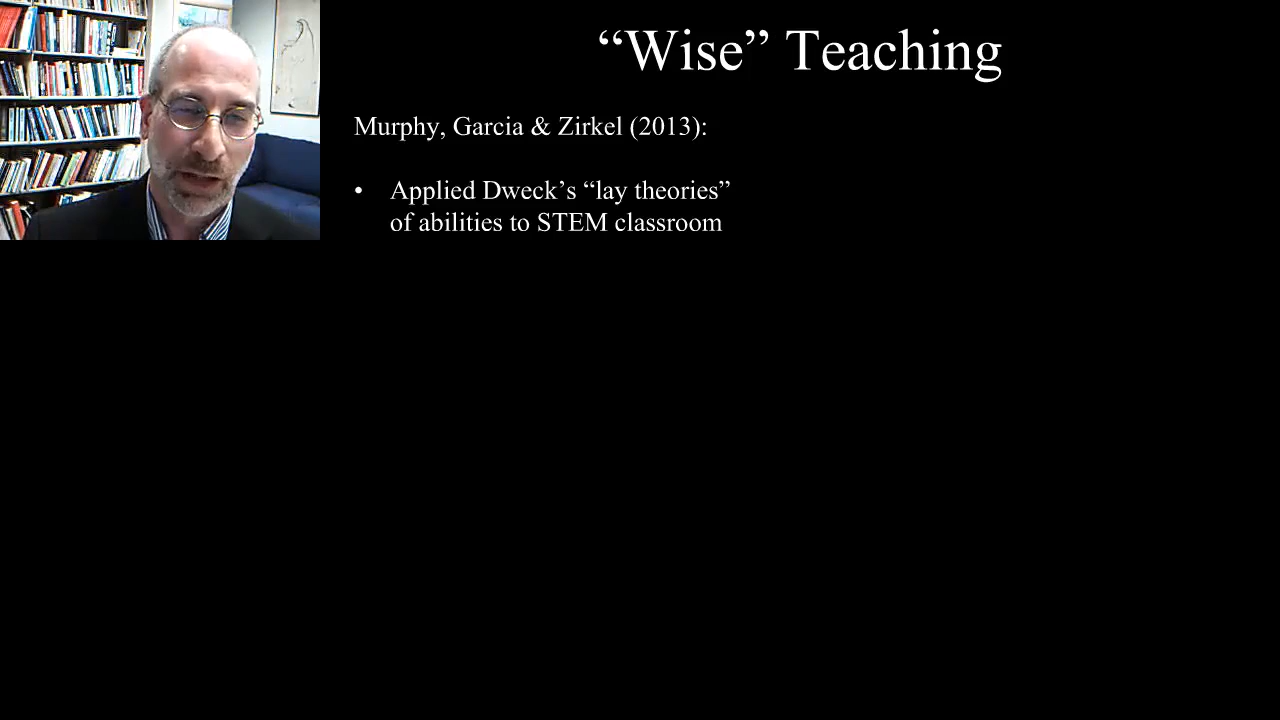 “Wise” Teaching
Murphy, Garcia & Zirkel (2013):
• Applied Dweck’s “lay theories”
of abilities to STEM classroom